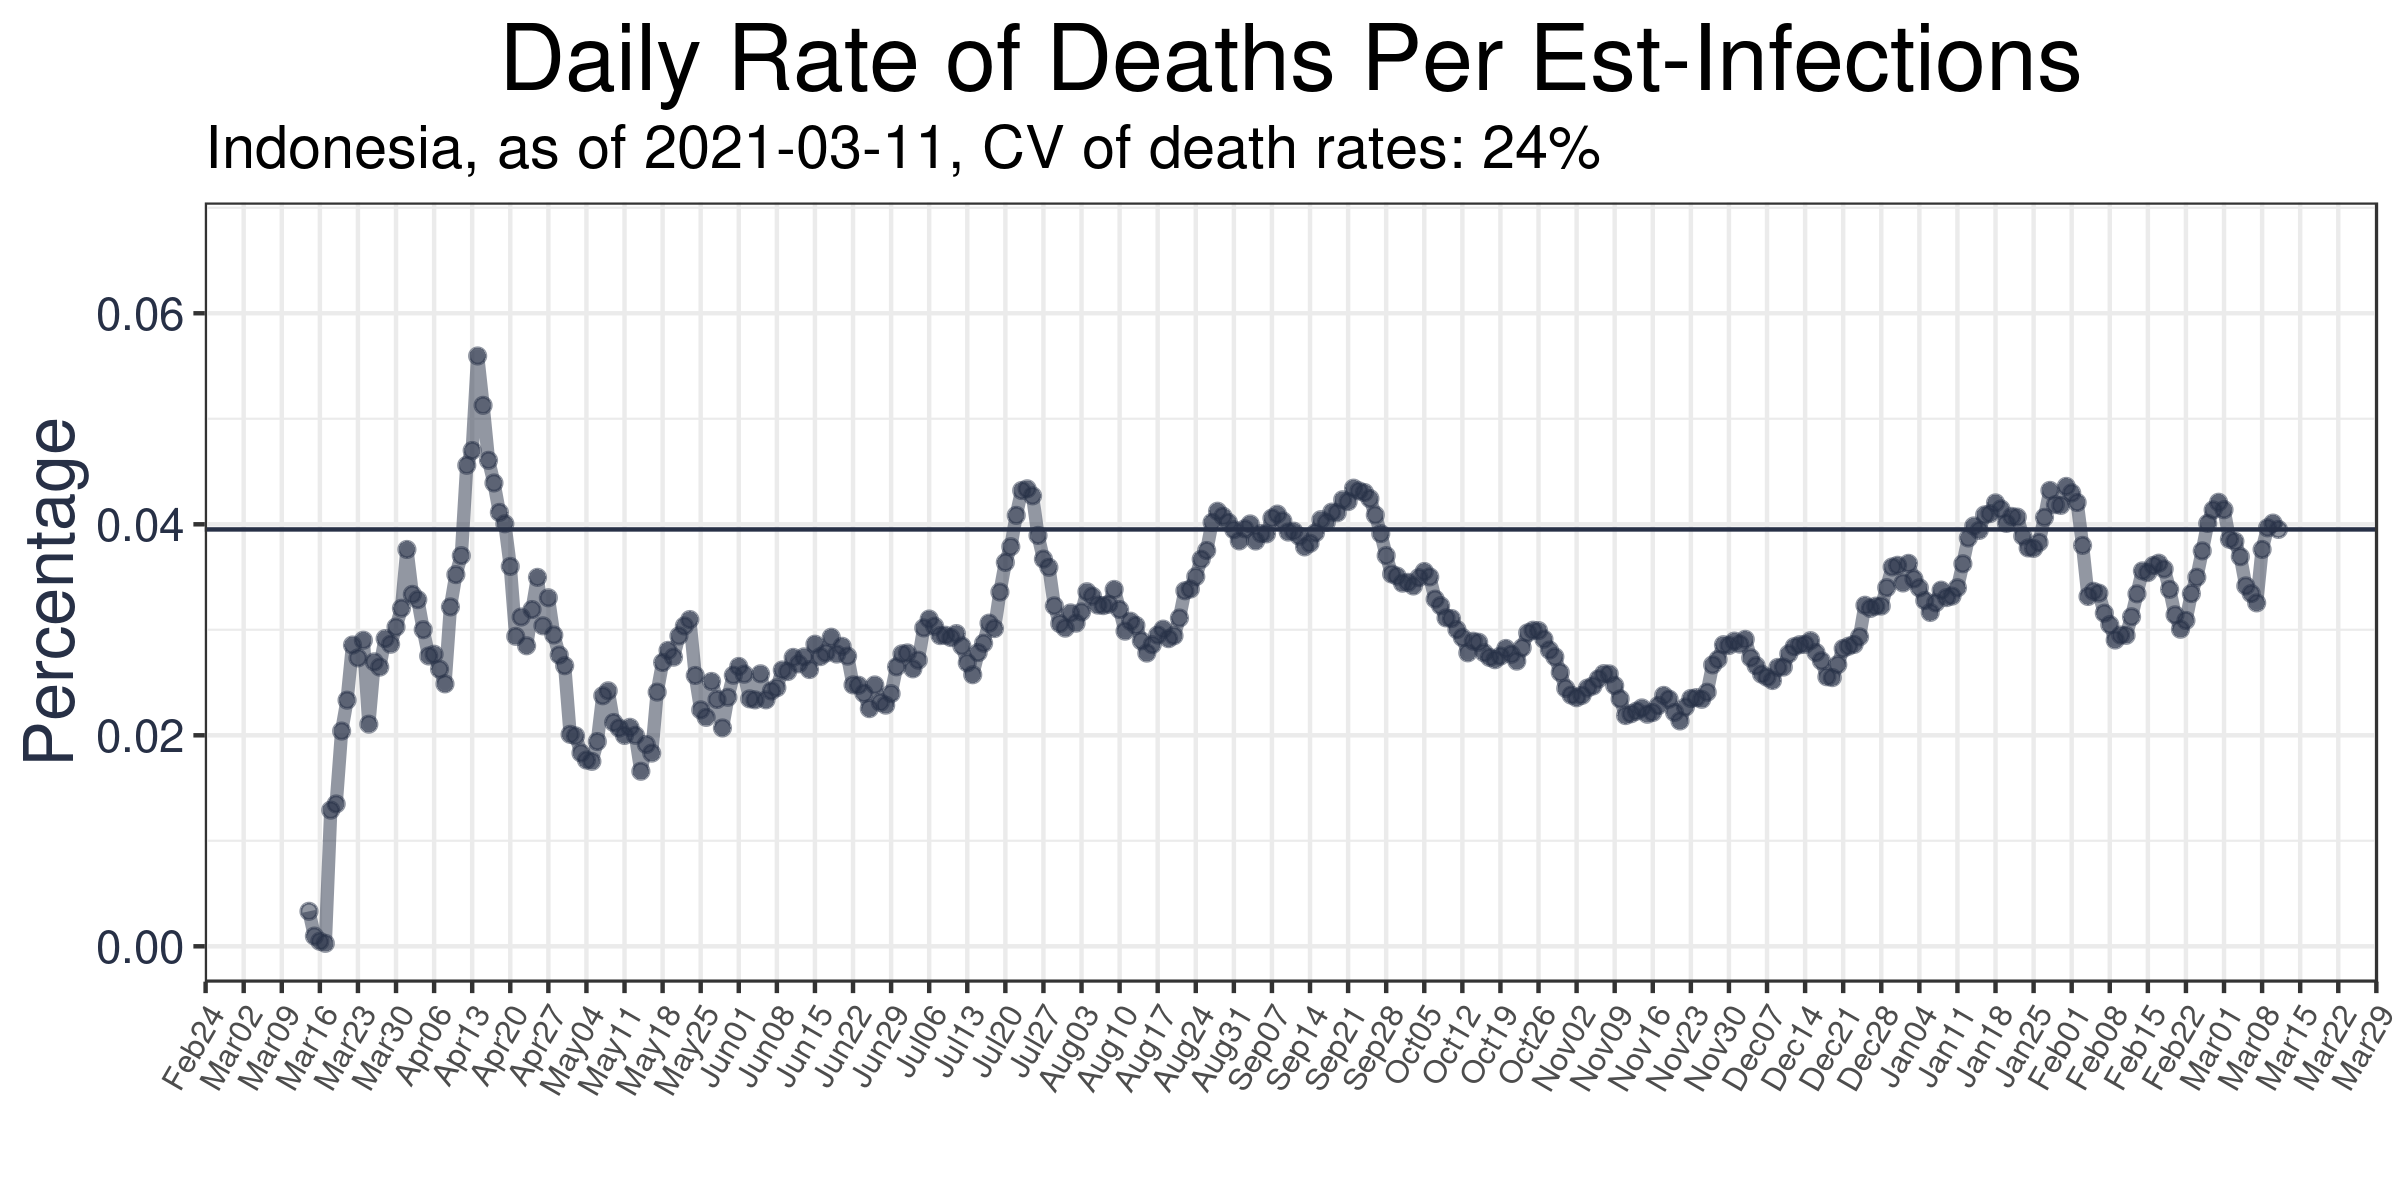 Daily Rate of Deaths Per Est-Infections
Indonesia, as of 2021-03-11, CV of death rates: 24%
Percentage
0.06
0.04
0.02
0.00
Feb24
Mar02
Mar09
Mar16
Mar23
Mar30
Apr06
Apr13
Apr20
Apr27
May04
May11
May18
May25
Jun01
Jun08
Jun15
Jun22
Jun29
Jul06
Jul13
Jul20
Jul27
Aug03
Aug10
Aug17
Aug24
Aug31
Sep07
Sep14
Sep21
Sep28
Oct05
Oct12
Oct19
Oct26
Nov02
Nov09
Nov16
Nov23
Nov30
Dec07
Dec14
Dec21
Dec28
Jan04
Jan11
Jan18
Jan25
Feb01
Feb08
Feb15
Feb22
Mar01
Mar08
Mar15
Mar22
Mar29